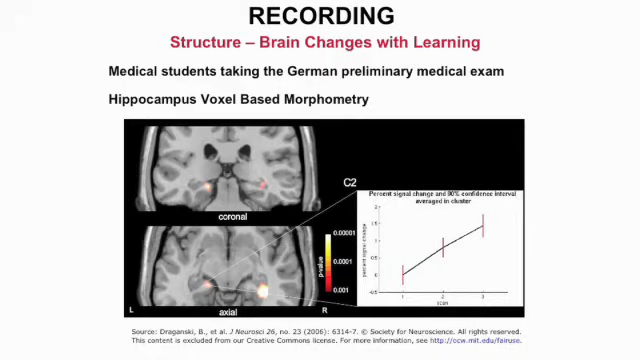 RECORDING
Structure – Brain Changes with Learning
Medical students taking the German preliminary medical exam
Hippocampus Voxel Based Morphometry
C2
coronal
axial
L
R
p-value
0.00001
0.0001
0.001
Percent signal change and 90% confidence interval
averaged in cluster
percent signal change
2
1.5
1
0.5
0
-0.5
1
2
3
scan
Source: Draganski, B., et al. J Neurosci 26, no. 23 (2006): 6314–7. © Society for Neuroscience. All rights reserved.
This content is excluded from our Creative Commons license. For more information, see http://ocw.mit.edu/fairuse.